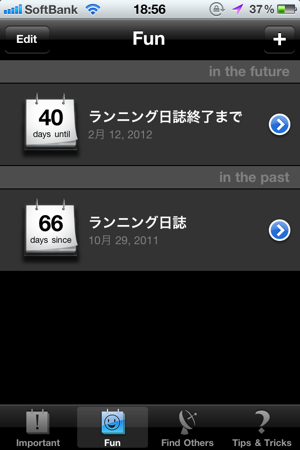 SoftBank 18:56 37%
Edit Fun +
in the future
40
days until
ランニング日誌終了まで
2月 12, 2012
in the past
66
days since
ランニング日誌
10月 29, 2011
Important Fun Find Others Tips & Tricks